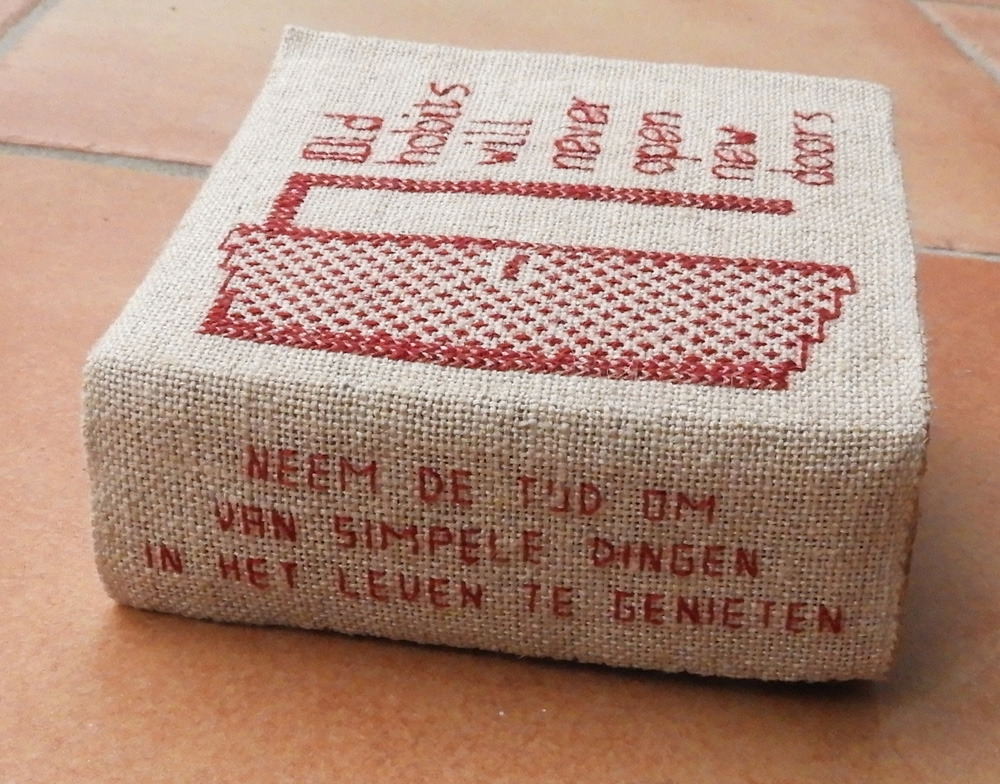 Old
habits
will
never
open
new
doors
NEEM DE TIJD OM
VAN SIMPELE DINGEN
IN HET LEVEN TE GENIETEN